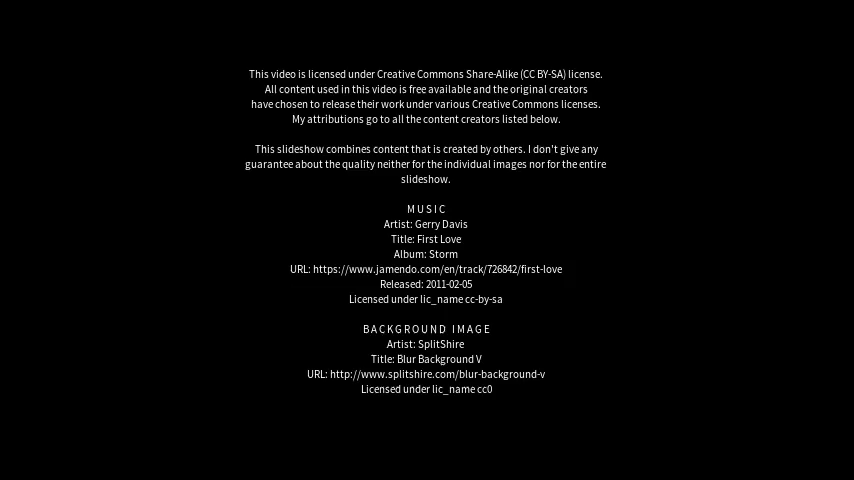 This video is licensed under Creative Commons Share-Alike (CC BY-SA) license.
All content used in this video is free available and the original creators
have chosen to release their work under various Creative Commons licenses.
My attributions go to all the content creators listed below.
This slideshow combines content that is created by others. I don't give any
guarantee about the quality neither for the individual images nor for the entire
slideshow.
MUSIC
Artist: Gerry Davis
Title: First Love
Album: Storm
URL: https://www.jamendo.com/en/track/726842/first-love
Released: 2011-02-05
Licensed under lic_name cc-by-sa
BACKGROUND IMAGE
Artist: SplitShire
Title: Blur Background V
URL: http://www.splitshire.com/blur-background-v
Licensed under lic_name cc0